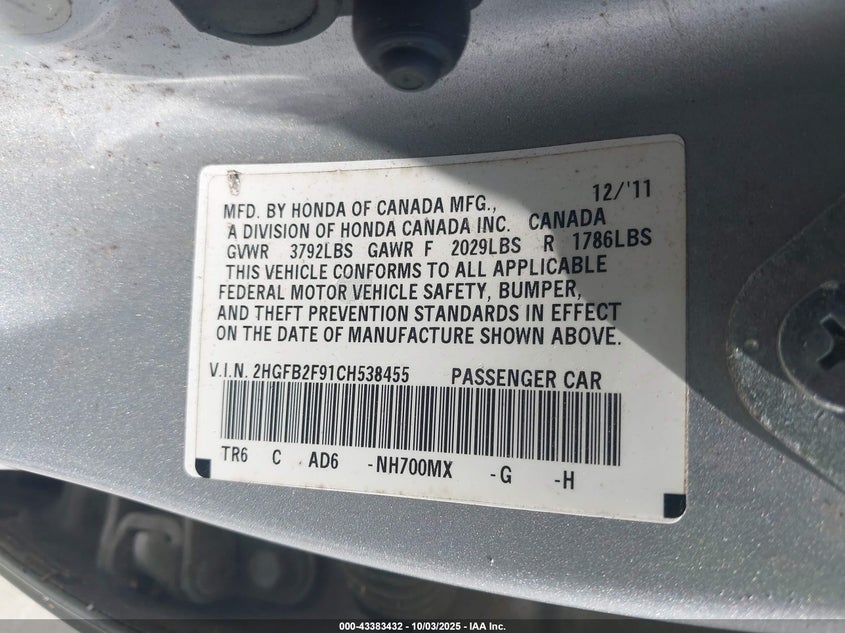 12/'11
MFD. BY HONDA OF CANADA MFG.,
A DIVISION OF HONDA CANADA INC. CANADA
GVWR 3792LBS GAWR F 2029LBS R 1786LBS
THIS VEHICLE CONFORMS TO ALL APPLICABLE
FEDERAL MOTOR VEHICLE SAFETY, BUMPER,
AND THEFT PREVENTION STANDARDS IN EFFECT
ON THE DATE OF MANUFACTURE SHOWN ABOVE.
V.I.N. 2HGFB2F91CH538455 PASSENGER CAR
TR6 C AD6 -NH700MX -G -H
000-43383432 - 10/03/2025 - IAA Inc.